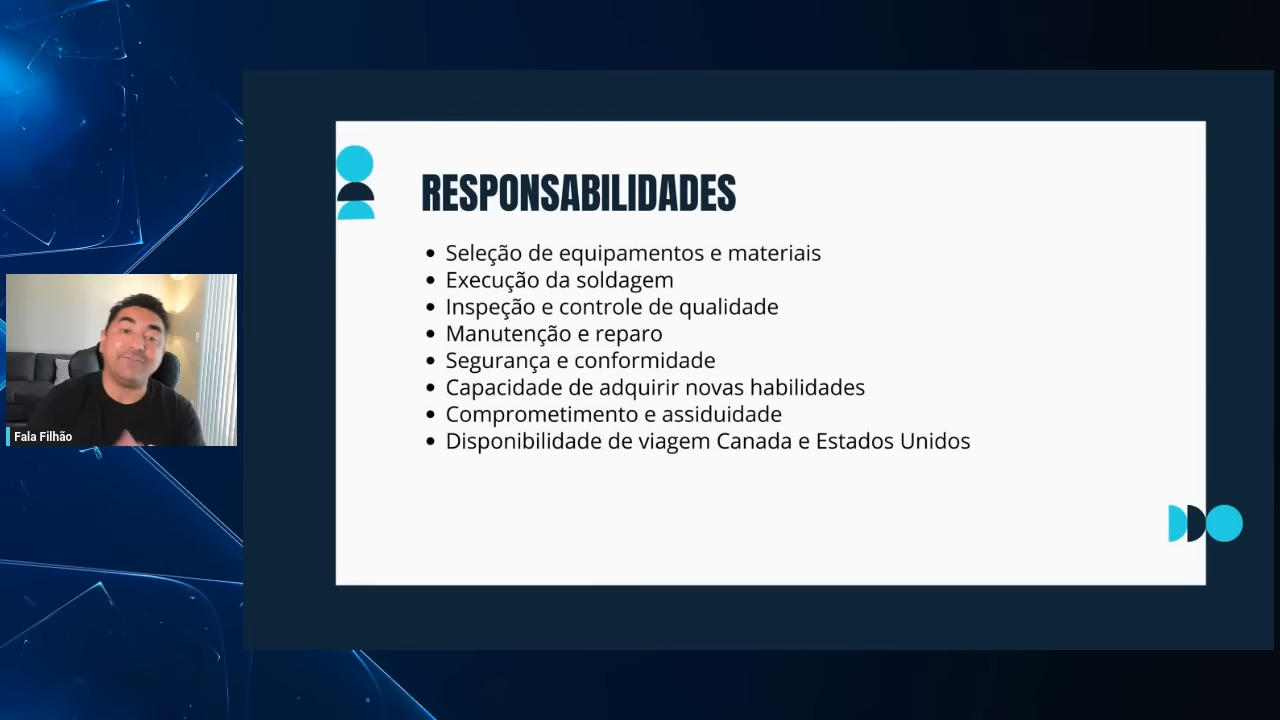 RESPONSABILIDADES
Seleção de equipamentos e materiais
Execução da soldagem
Inspeção e controle de qualidade
Manutenção e reparo
Segurança e conformidade
Capacidade de adquirir novas habilidades
Comprometimento e assiduidade
Disponibilidade de viagem Canada e Estados Unidos
Fala Filhão